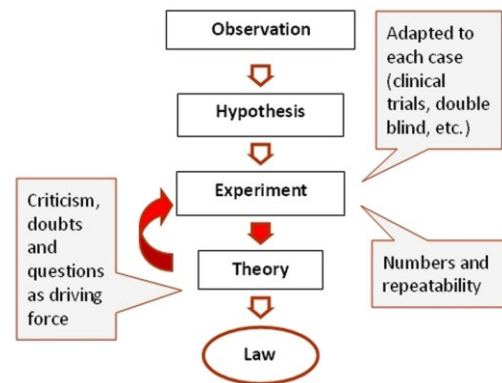 Observation
Adapted to
each case
(clinical
trials, double
blind, etc.)
Hypothesis
Experiment
Criticism,
doubts
and
questions
as driving
force
Theory
Numbers and
repeatability
Law